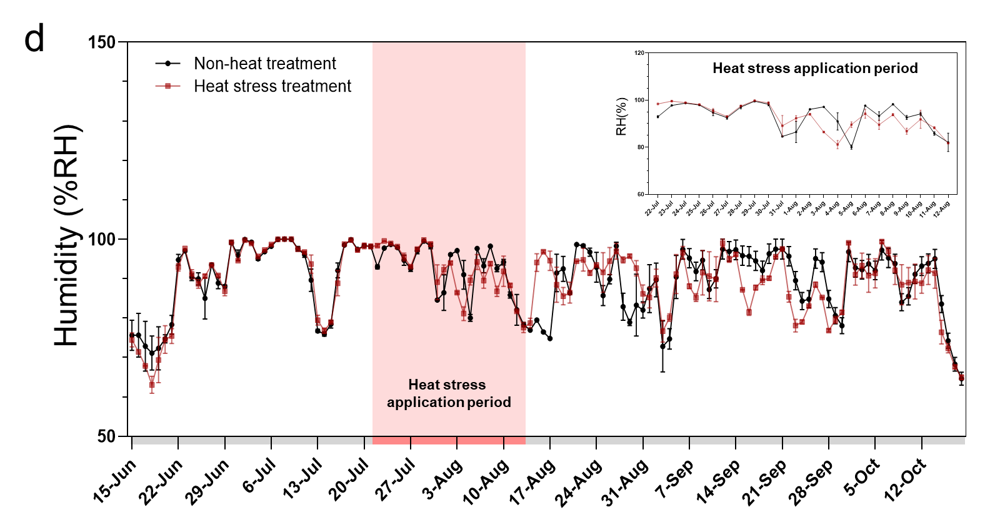 d
150
100
50
Humidity (%RH)
Non-heat treatment
Heat stress treatment
Heat stress
application period
15-Jun
22-Jun
29-Jun
6-Jul
13-Jul
20-Jul
27-Jul
3-Aug
10-Aug
17-Aug
24-Aug
31-Aug
7-Sep
14-Sep
21-Sep
28-Sep
5-Oct
12-Oct
Heat stress application period
120
100
80
60
RH(%)
22-Jul
23-Jul
24-Jul
25-Jul
26-Jul
27-Jul
28-Jul
29-Jul
30-Jul
31-Jul
1-Aug
2-Aug
3-Aug
4-Aug
5-Aug
6-Aug
7-Aug
8-Aug
9-Aug
10-Aug
11-Aug
12-Aug